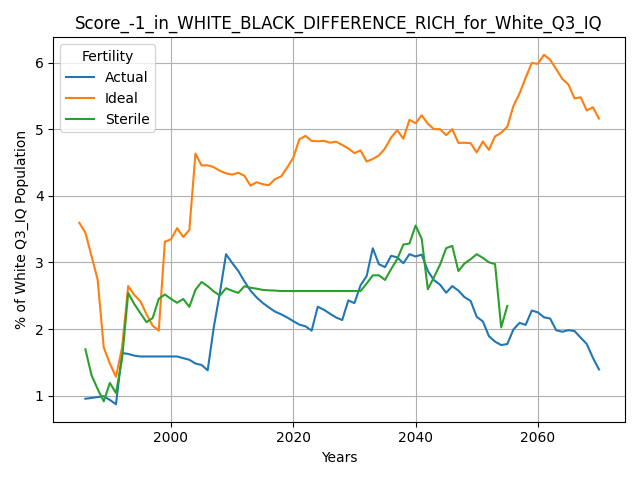 Score_-1_in_WHITE_BLACK_DIFFERENCE_RICH_for_White_Q3_IQ
Fertility
Actual
Ideal
Sterile
% of White Q3_IQ Population
6
5
4
3
2
1
2000 2020 2040 2060
Years